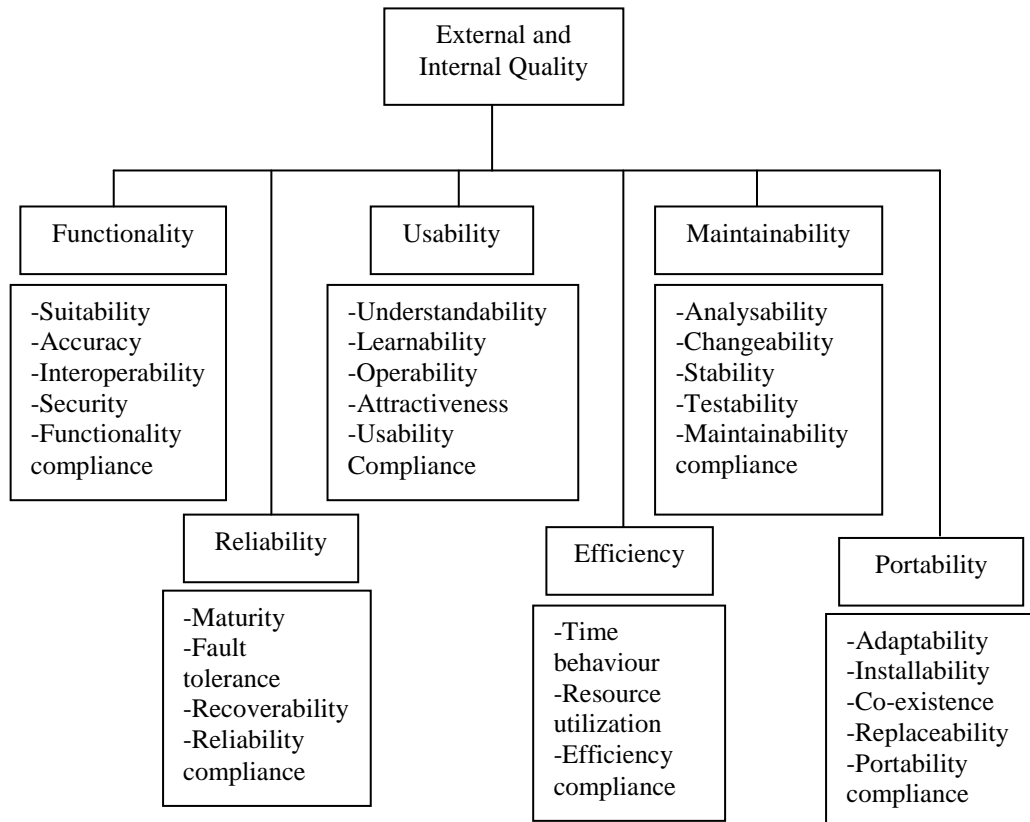 External and
Internal Quality
Functionality
-Suitability
-Accuracy
-Interoperability
-Security
-Functionality
compliance
Usability
-Understandability
-Learnability
-Operability
-Attractiveness
-Usability
Compliance
Maintainability
-Analysability
-Changeability
-Stability
-Testability
-Maintainability
compliance
Reliability
-Maturity
-Fault
tolerance
-Recoverability
-Reliability
compliance
Efficiency
-Time
behaviour
-Resource
utilization
-Efficiency
compliance
Portability
-Adaptability
-Installability
-Co-existence
-Replaceability
-Portability
compliance